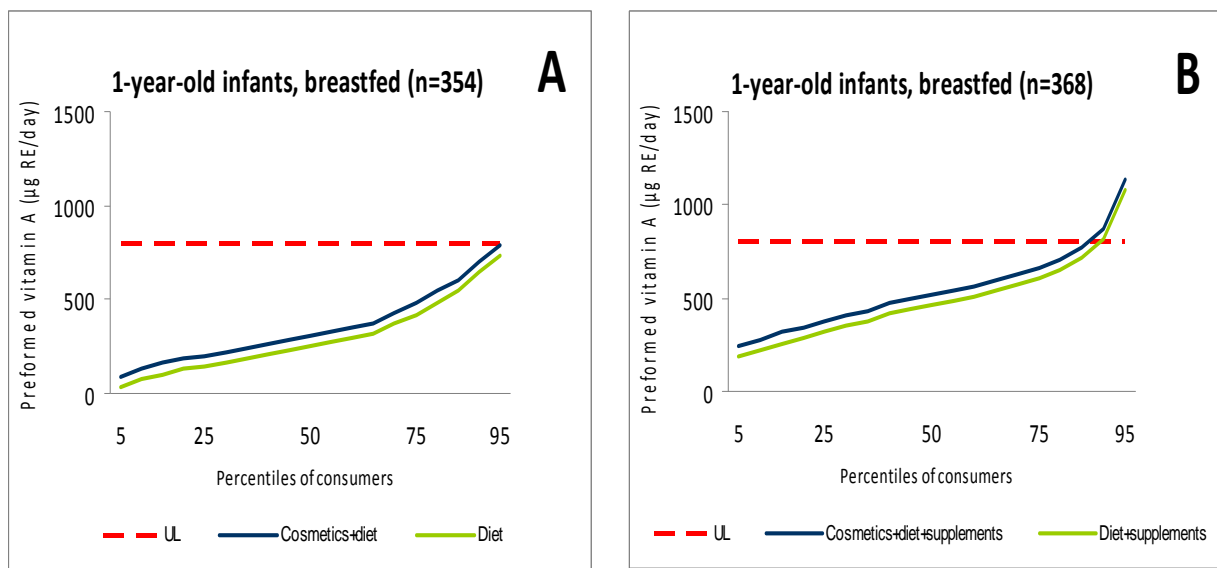 A
1-year-old infants, breastfed (n=354)
Preformed vitamin A (µg RE/day)
1500
1000
500
0
5 25 50 75 95
Percentiles of consumers
UL Cosmetics+diet Diet
B
1-year-old infants, breastfed (n=368)
Preformed vitamin A (µg RE/day)
1500
1000
500
0
5 25 50 75 95
Percentiles of consumers
UL Cosmetics+diet+supplements Diet+supplements